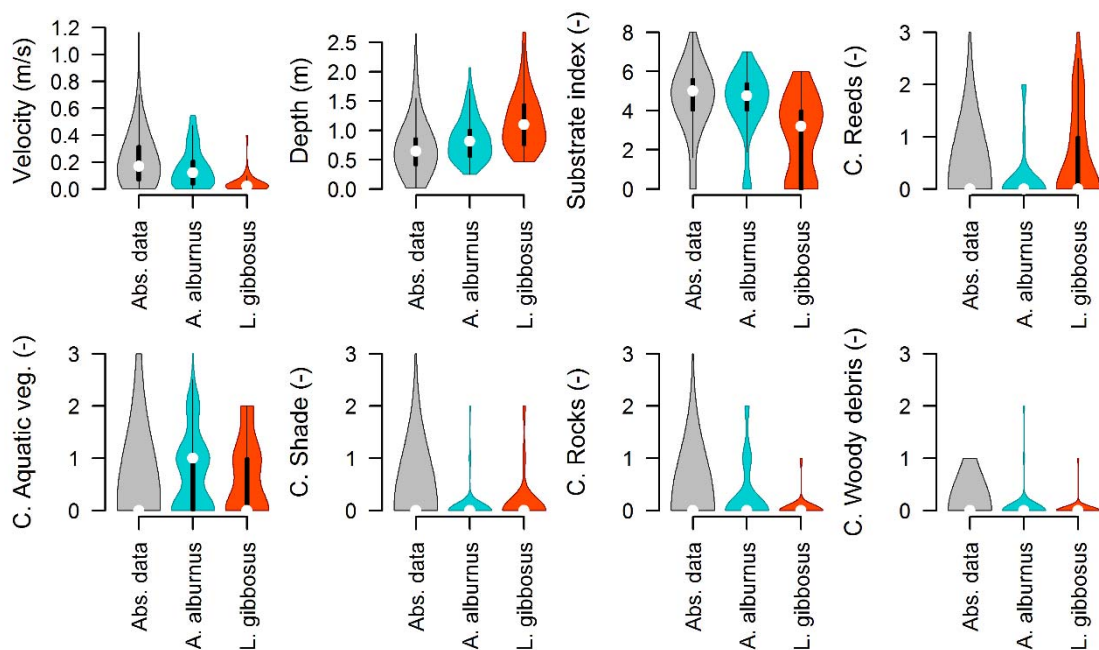 Velocity (m/s)
1.2
1.0
0.8
0.6
0.4
0.2
0.0
Abs. data
A. alburnus
L. gibbosus
Depth (m)
2.5
2.0
1.5
1.0
0.5
0.0
Abs. data
A. alburnus
L. gibbosus
Substrate index (-)
8
6
4
2
0
Abs. data
A. alburnus
L. gibbosus
C. Reeds (-)
3
2
1
0
Abs. data
A. alburnus
L. gibbosus
C. Aquatic veg. (-)
3
2
1
0
Abs. data
A. alburnus
L. gibbosus
C. Shade (-)
3
2
1
0
Abs. data
A. alburnus
L. gibbosus
C. Rocks (-)
3
2
1
0
Abs. data
A. alburnus
L. gibbosus
C. Woody debris (-)
3
2
1
0
Abs. data
A. alburnus
L. gibbosus